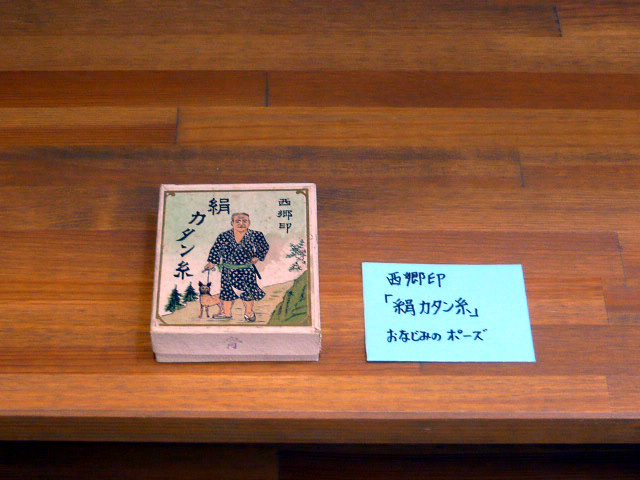 西郷印
絹カタン糸
西郷印
「絹カタン糸」
おなじみの ポーズ